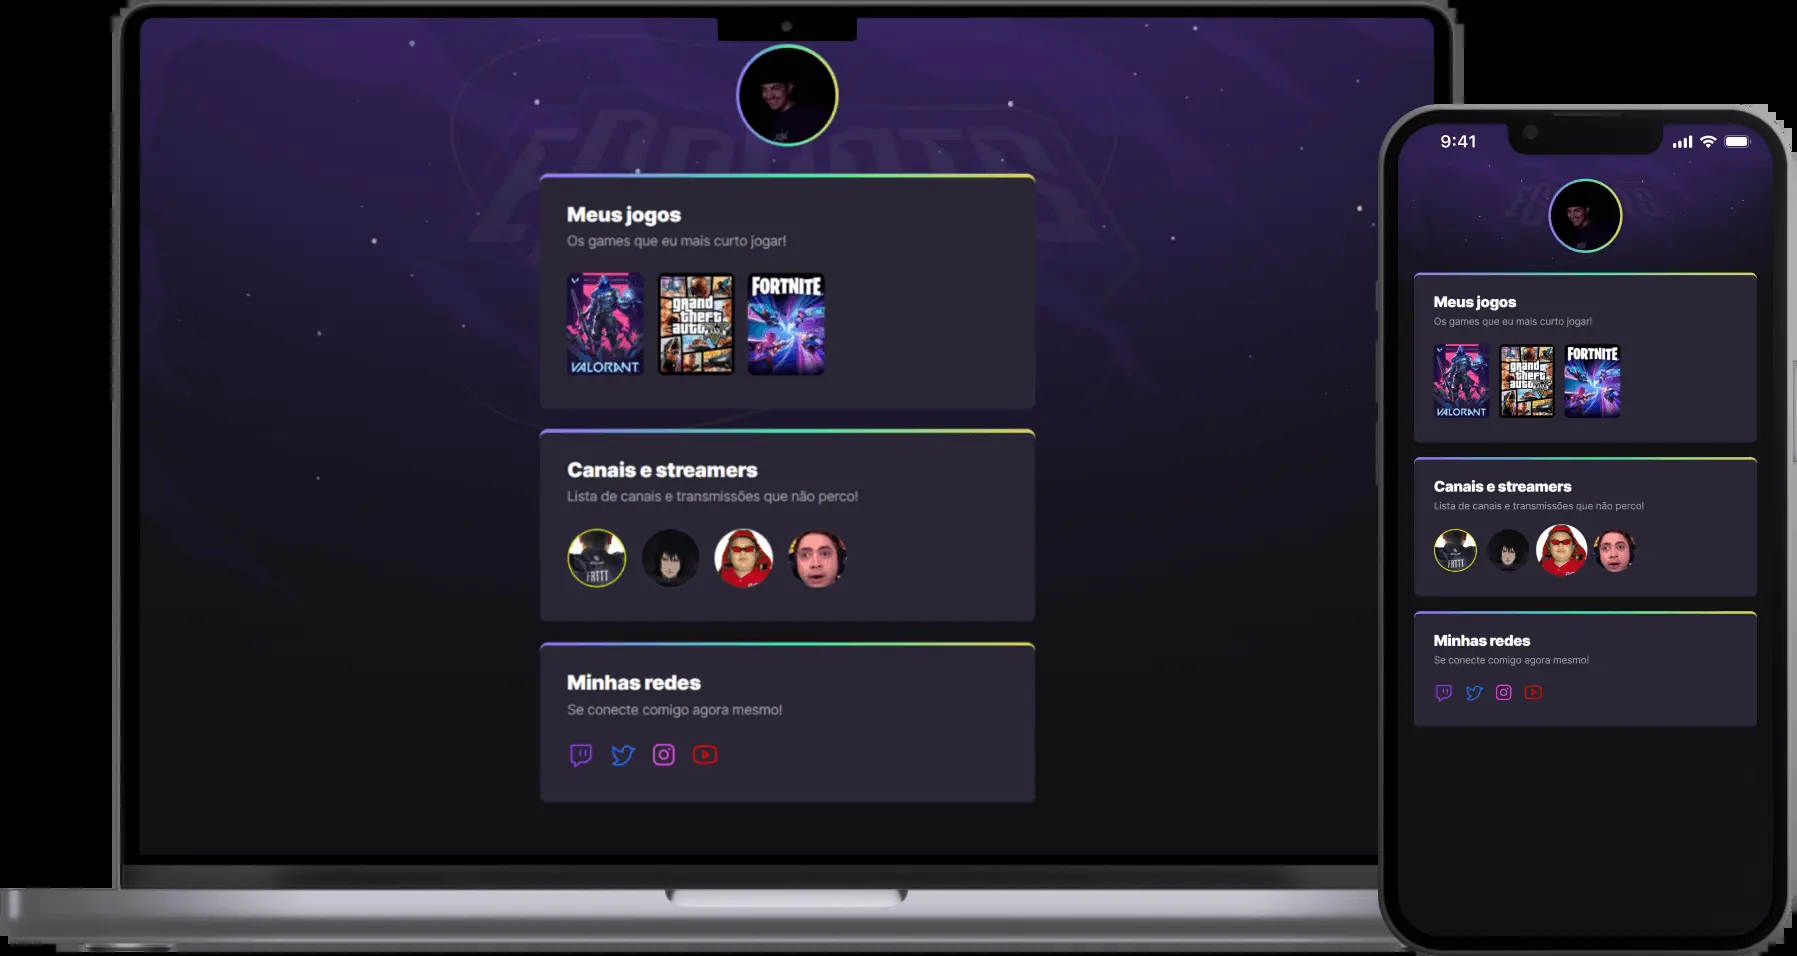 Meus jogos
Os games que eu mais curto jogar!
VALORANT
grand
theft
auto
FORTNITE
Canais e streamers
Lista de canais e transmissões que não perco!
FRTTT
Minhas redes
Se conecte comigo agora mesmo!
9:41
Meus jogos
Os games que eu mais curto jogar!
VALORANT
grand
theft
auto
FORTNITE
Canais e streamers
Lista de canais e transmissões que não perco!
FRTTT
Minhas redes
Se conecte comigo agora mesmo!